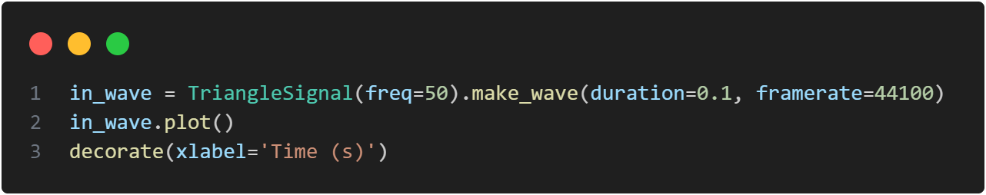 1 in_wave = TriangleSignal(freq=50).make_wave(duration=0.1, framerate=44100)
2 in_wave.plot()
3 decorate(xlabel='Time (s)')